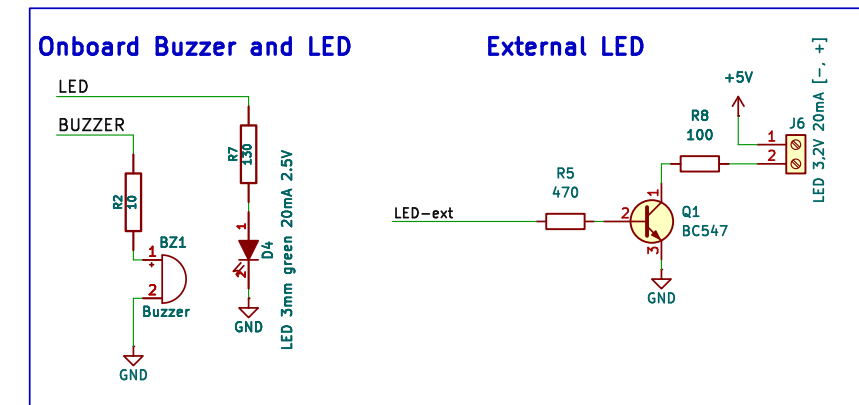 Onboard Buzzer and LED
LED
BUZZER
R2
10
R7
130
1
2
D4
LED 3mm green 20mA 2.5V
GND
BZ1
1
+
2
Buzzer
GND
External LED
+5V
R8
100
J6
1
2
LED 3,2V 20mA [-, +]
R5
470
LED-ext
1
2
3
Q1
BC547
GND